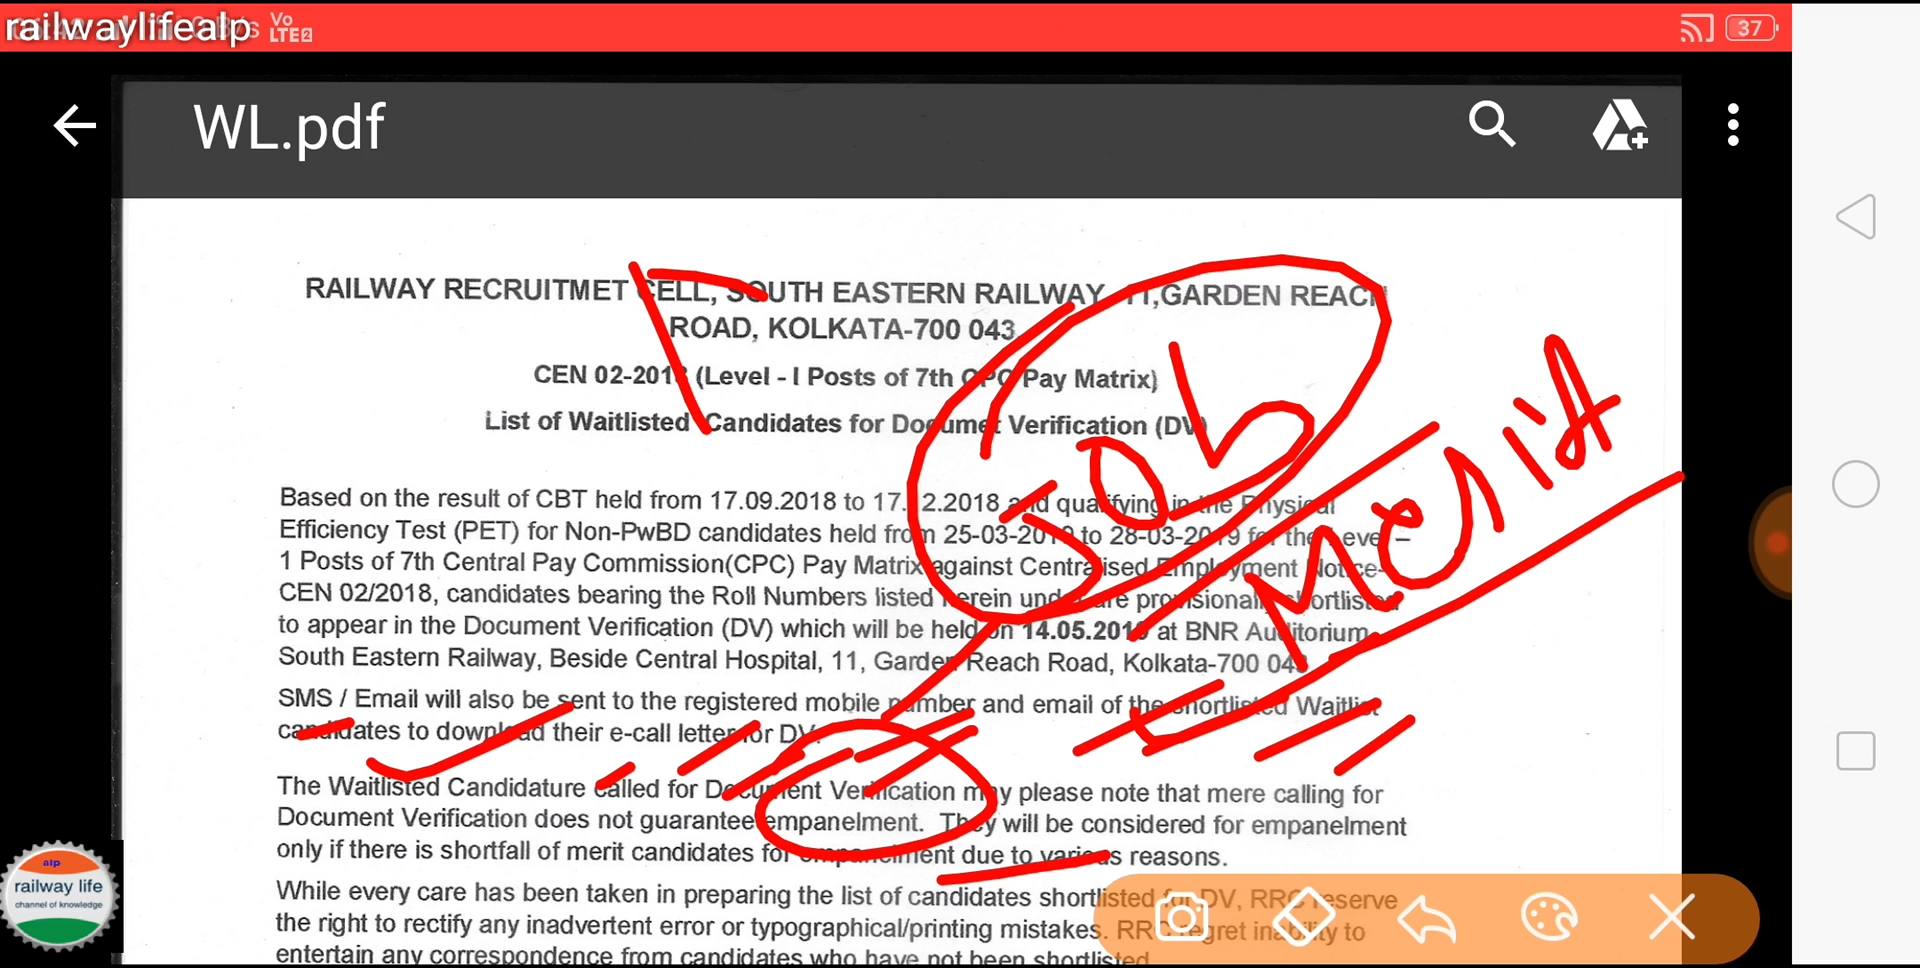 railwaylifealp
Vo
LTE2
37
WL.pdf
RAILWAY RECRUITMET CELL, SOUTH EASTERN RAILWAY, 11,GARDEN REACH
ROAD, KOLKATA-700 043
CEN 02-2018 (Level - I Posts of 7th CPC Pay Matrix)
List of Waitlisted Candidates for Documet Verification (DV)
Job
Merit
Based on the result of CBT held from 17.09.2018 to 17.12.2018 and qualifying in the Physical
Efficiency Test (PET) for Non-PwBD candidates held from 25-03-2019 to 28-03-2019 for the Level –
1 Posts of 7th Central Pay Commission(CPC) Pay Matrix against Centralised Employment Notice-
CEN 02/2018, candidates bearing the Roll Numbers listed herein under are provisionally shortlisted
to appear in the Document Verification (DV) which will be held on 14.05.2019 at BNR Auditorium,
South Eastern Railway, Beside Central Hospital, 11, Garden Reach Road, Kolkata-700 043
SMS / Email will also be sent to the registered mobile number and email of the shortlisted Waitlist
candidates to download their e-call letter for DV.
The Waitlisted Candidature called for Document Verification may please note that mere calling for
Document Verification does not guarantee empanelment. They will be considered for empanelment
only if there is shortfall of merit candidates for empanelment due to various reasons.
While every care has been taken in preparing the list of candidates shortlisted for DV, RRC reserve
the right to rectify any inadvertent error or typographical/printing mistakes. RRC regret inability to
entertain any correspondence from candidates who have not been shortlisted
alp
railway life
channel of knowledge